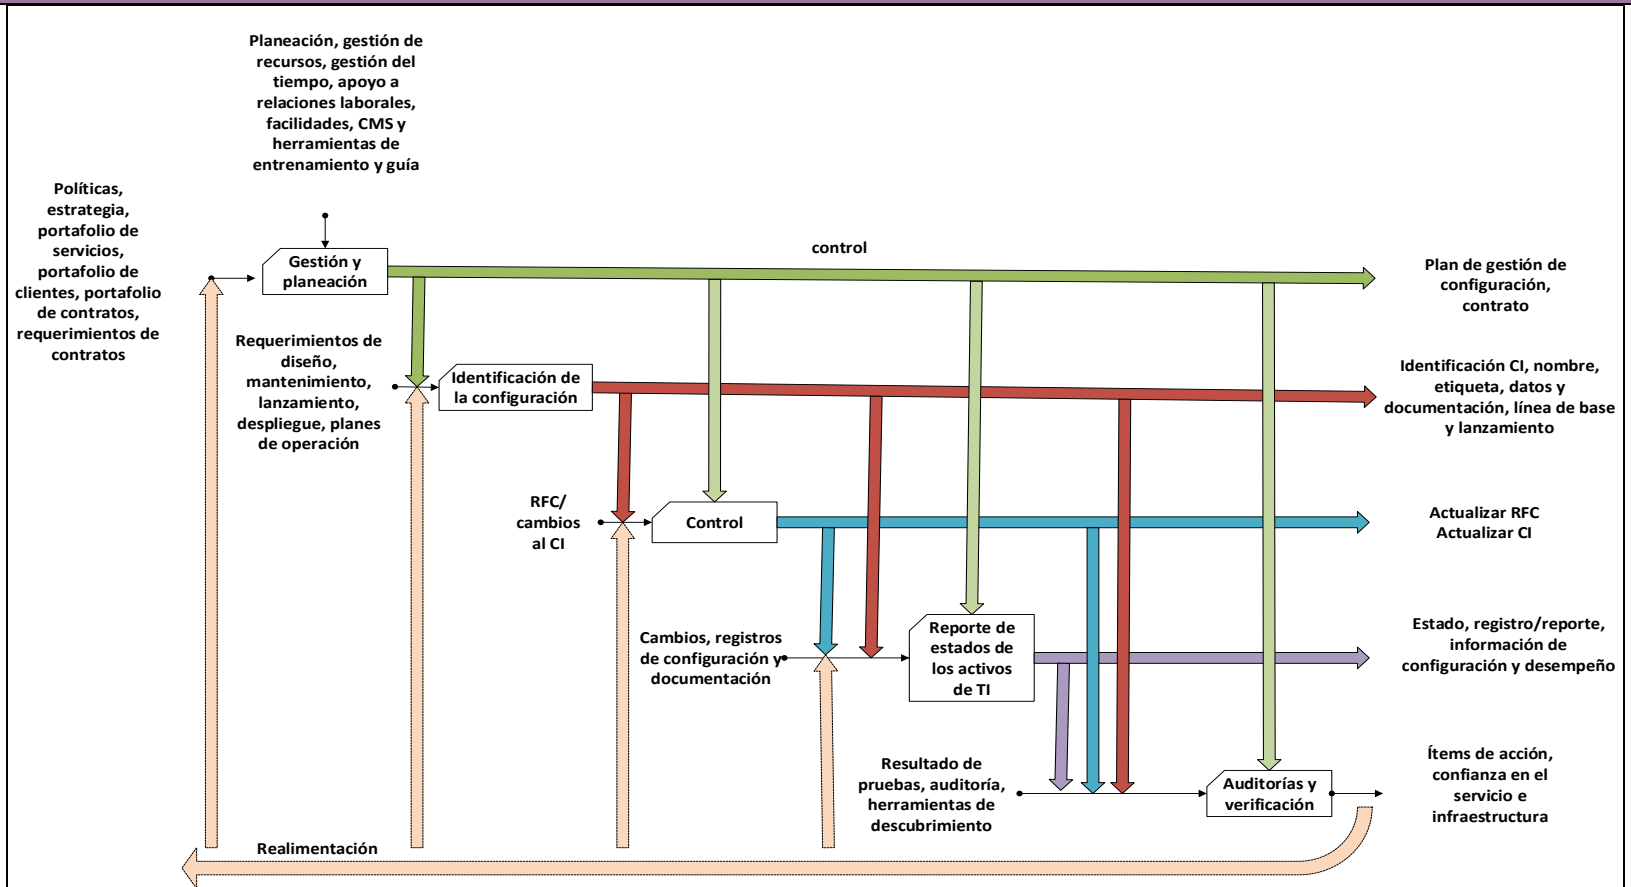 Planeación, gestión de
recursos, gestión del
tiempo, apoyo a
relaciones laborales,
facilidades, CMS y
herramientas de
entrenamiento y guía
Políticas,
estrategia,
portafolio de
servicios,
portafolio de
clientes, portafolio
de contratos,
requerimientos de
contratos
Gestión y
planeación
control
Plan de gestión de
configuración,
contrato
Requerimientos de
diseño,
mantenimiento,
lanzamiento,
despliegue, planes
de operación
Identificación de
la configuración
Identificación CI, nombre,
etiqueta, datos y
documentación, línea de base
y lanzamiento
RFC/
cambios
al CI
Control
Actualizar RFC
Actualizar CI
Cambios, registros
de configuración y
documentación
Reporte de
estados de
los activos
de TI
Estado, registro/reporte,
información de
configuración y desempeño
Resultado de
pruebas, auditoría,
herramientas de
descubrimiento
Auditorías y
verificación
Ítems de acción,
confianza en el
servicio e
infraestructura
Realimentación